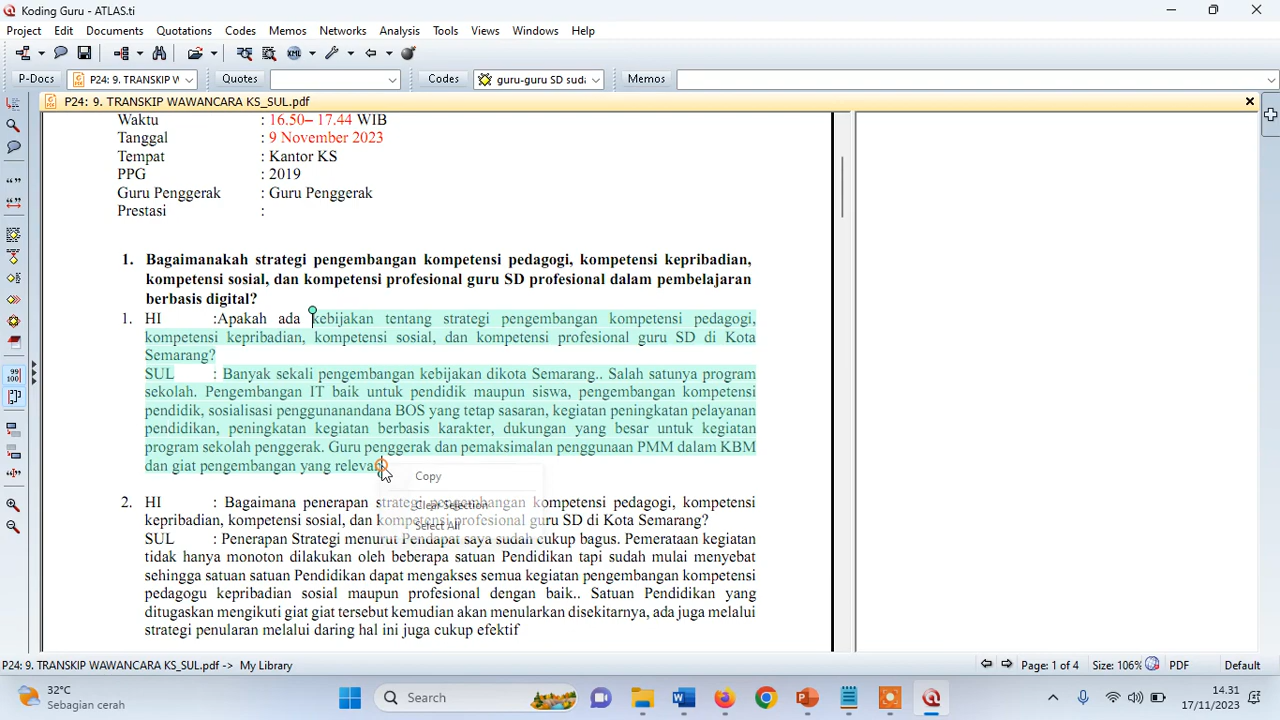 Koding Guru - ATLAS.ti
Project Edit Documents Quotations Codes Memos Networks Analysis Tools Views Windows Help
P-Docs P24: 9. TRANSKIP W Quotes Codes guru-guru SD suda Memos
P24: 9. TRANSKIP WAWANCARA KS_SUL.pdf
Waktu : 16.50– 17.44 WIB
Tanggal : 9 November 2023
Tempat : Kantor KS
PPG : 2019
Guru Penggerak : Guru Penggerak
Prestasi :
1. Bagaimanakah strategi pengembangan kompetensi pedagogi, kompetensi kepribadian,
kompetensi sosial, dan kompetensi profesional guru SD profesional dalam pembelajaran
berbasis digital?
1. HI :Apakah ada kebijakan tentang strategi pengembangan kompetensi pedagogi,
kompetensi kepribadian, kompetensi sosial, dan kompetensi profesional guru SD di Kota
Semarang?
SUL : Banyak sekali pengembangan kebijakan dikota Semarang.. Salah satunya program
sekolah. Pengembangan IT baik untuk pendidik maupun siswa, pengembangan kompetensi
pendidik, sosialisasi penggunanandana BOS yang tetap sasaran, kegiatan peningkatan pelayanan
pendidikan, peningkatan kegiatan berbasis karakter, dukungan yang besar untuk kegiatan
program sekolah penggerak. Guru penggerak dan pemaksimalan penggunaan PMM dalam KBM
dan giat pengembangan yang relevan
Copy
Clear Selection
Select All
2. HI : Bagaimana penerapan strategi pengembangan kompetensi pedagogi, kompetensi
kepribadian, kompetensi sosial, dan kompetensi profesional guru SD di Kota Semarang?
SUL : Penerapan Strategi menurut Pendapat saya sudah cukup bagus. Pemerataan kegiatan
tidak hanya monoton dilakukan oleh beberapa satuan Pendidikan tapi sudah mulai menyebat
sehingga satuan satuan Pendidikan dapat mengakses semua kegiatan pengembangan kompetensi
pedagogu kepribadian sosial maupun profesional dengan baik.. Satuan Pendidikan yang
ditugaskan mengikuti giat giat tersebut kemudian akan menularkan disekitarnya, ada juga melalui
strategi penularan melalui daring hal ini juga cukup efektif
P24: 9. TRANSKIP WAWANCARA KS_SUL.pdf -> My Library Page: 1 of 4 Size: 106% PDF Default
32°C
Sebagian cerah
Search
14.31
17/11/2023